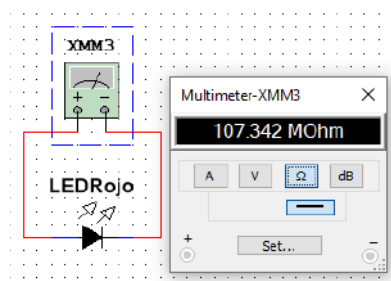 XMM3
+ −
LEDRojo
Multimeter-XMM3
107.342 MOhm
A V Ω dB
+ Set... −